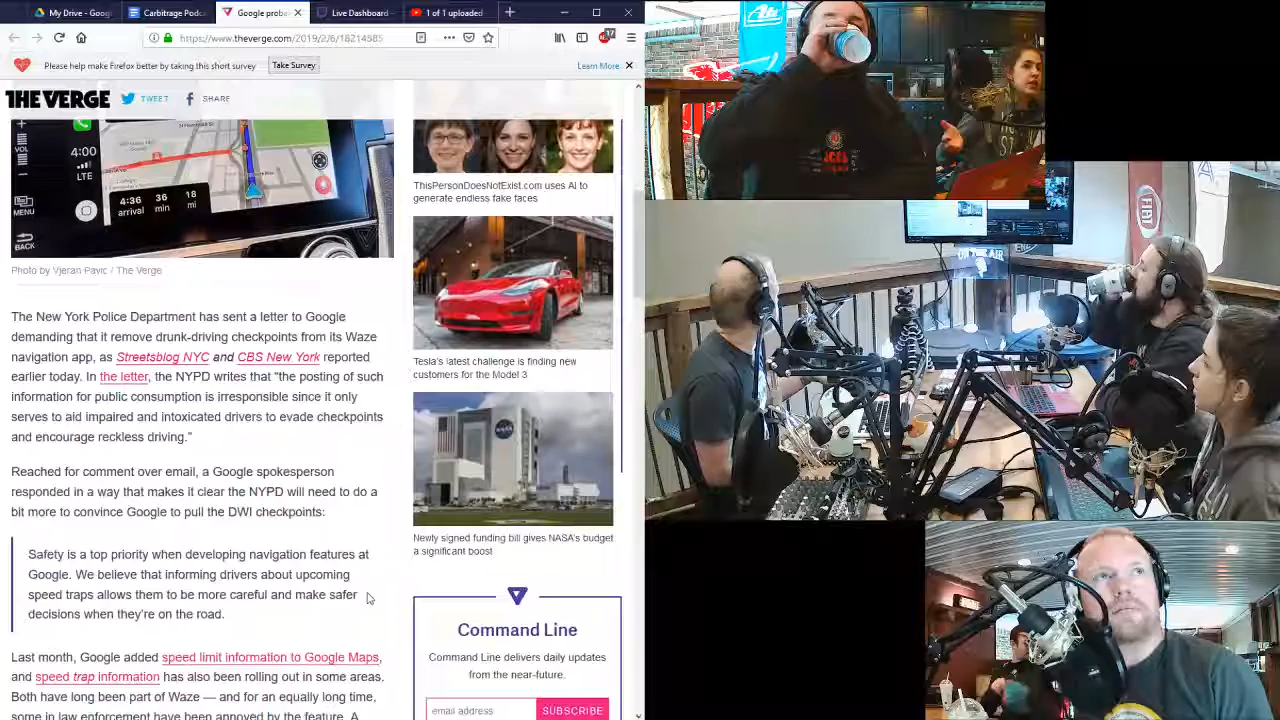 My Drive - Goog
Carbitrage Podc
Google proba
Live Dashboard
1 of 1 uploaded
https://www.theverge.com/2019/2/6/18214585
17
Please help make Firefox better by taking this short survey
Take Survey
Learn More
THE VERGE
TWEET
SHARE
VOL
4:00
LTE
MENU
BACK
4:36
36
18
arrival
min
mi
Photo by Vjeran Pavic / The Verge
The New York Police Department has sent a letter to Google
demanding that it remove drunk-driving checkpoints from its Waze
navigation app, as Streetsblog NYC and CBS New York reported
earlier today. In the letter, the NYPD writes that "the posting of such
information for public consumption is irresponsible since it only
serves to aid impaired and intoxicated drivers to evade checkpoints
and encourage reckless driving."
Reached for comment over email, a Google spokesperson
responded in a way that makes it clear the NYPD will need to do a
bit more to convince Google to pull the DWI checkpoints:
Safety is a top priority when developing navigation features at
Google. We believe that informing drivers about upcoming
speed traps allows them to be more careful and make safer
decisions when they're on the road.
Last month, Google added speed limit information to Google Maps,
and speed trap information has also been rolling out in some areas.
Both have long been part of Waze — and for an equally long time,
some in law enforcement have been annoyed by the feature. A
ThisPersonDoesNotExist.com uses AI to
generate endless fake faces
Tesla's latest challenge is finding new
customers for the Model 3
NASA
Newly signed funding bill gives NASA's budget
a significant boost
Command Line
Command Line delivers daily updates
from the near-future.
email address
SUBSCRIBE
FIAT
ON AIR